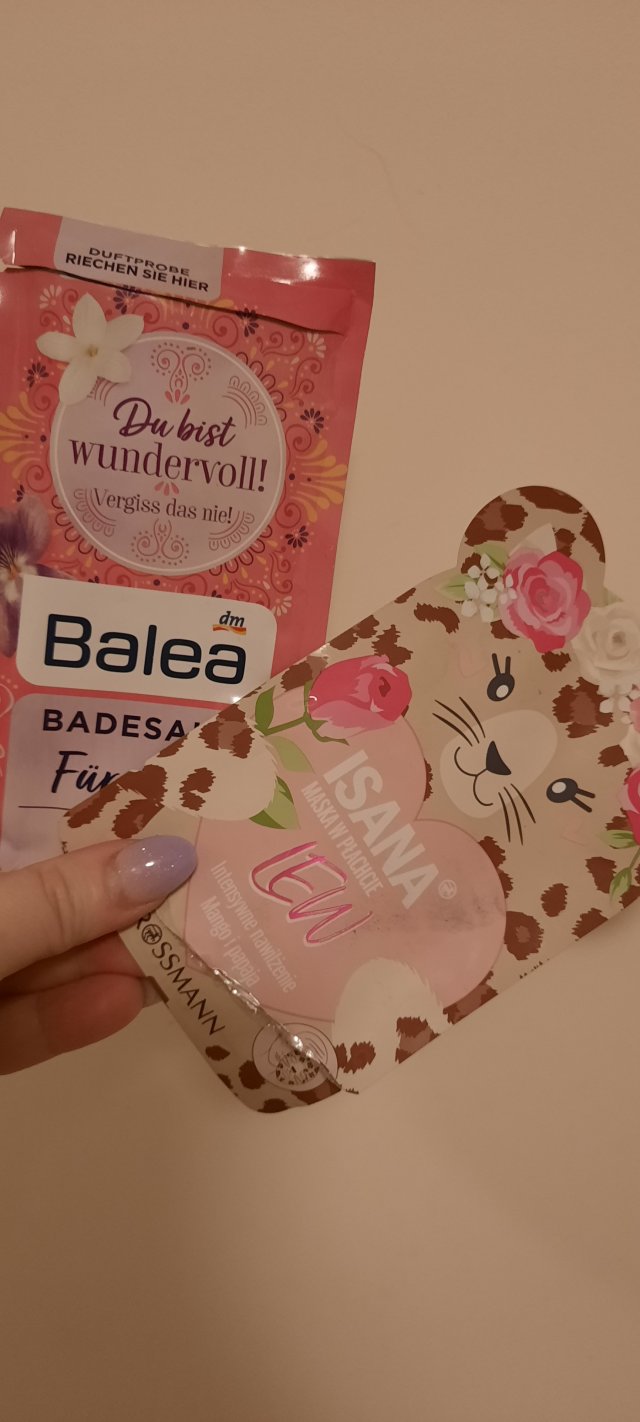 DUFTPROBE
RIECHEN SIE HIER
Du bist
wundervoll!
Vergiss das nie!
dm
Balea
BADESA
Für
ISANA®
MASKA W PŁACHCIE
LEW
Intensywne nawilżenie
Mango i papaja
ROSSMANN